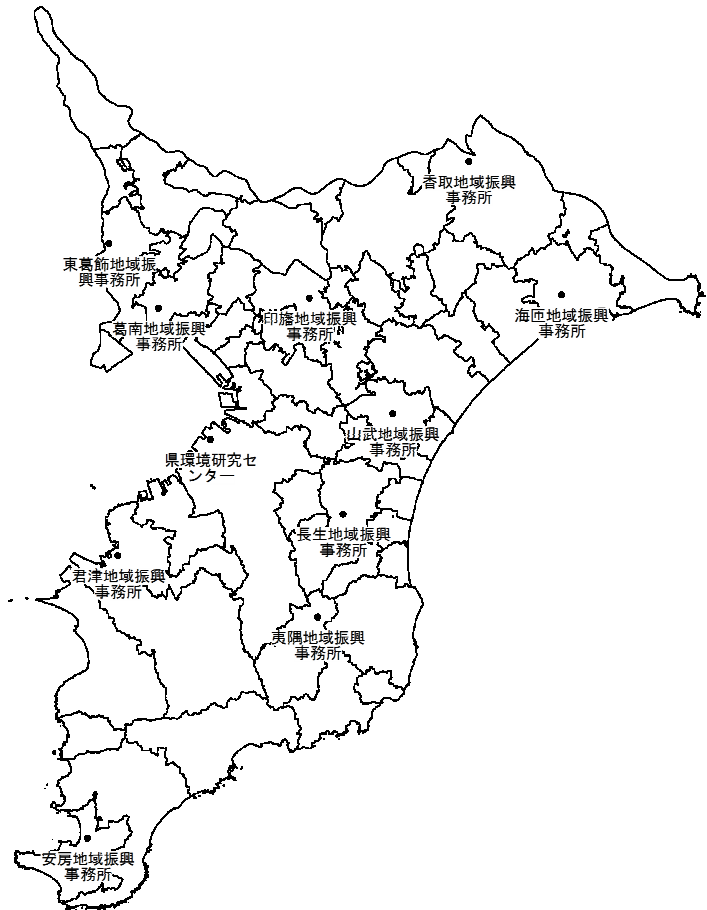 香取地域振興
事務所
東葛飾地域振
興事務所
印旛地域振興
事務所
海匝地域振興
事務所
葛南地域振興
事務所
山武地域振興
事務所
県環境研究セ
ンター
長生地域振興
事務所
君津地域振興
事務所
夷隅地域振興
事務所
安房地域振興
事務所